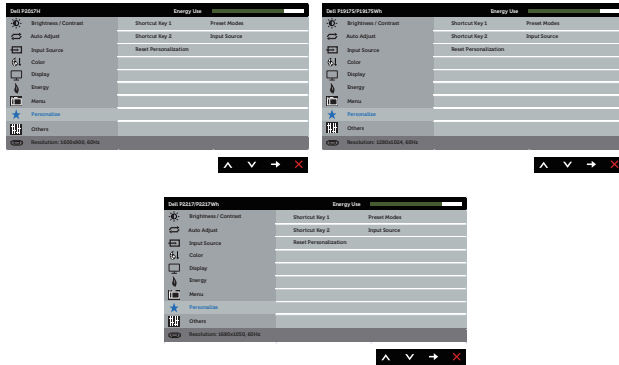 Dell P2017H Energy Use
Brightness / Contrast Shortcut Key 1 Preset Modes
Auto Adjust Shortcut Key 2 Input Source
Input Source Reset Personalization
Color
Display
Energy
Menu
Personalize
Others
Resolution: 1600x900, 60Hz
Dell P1917S/P1917SWh Energy Use
Brightness / Contrast Shortcut Key 1 Preset Modes
Auto Adjust Shortcut Key 2 Input Source
Input Source Reset Personalization
Color
Display
Energy
Menu
Personalize
Others
Resolution: 1280x1024, 60Hz
Dell P2217/P2217Wh Energy Use
Brightness / Contrast Shortcut Key 1 Preset Modes
Auto Adjust Shortcut Key 2 Input Source
Input Source Reset Personalization
Color
Display
Energy
Menu
Personalize
Others
Resolution: 1680x1050, 60Hz